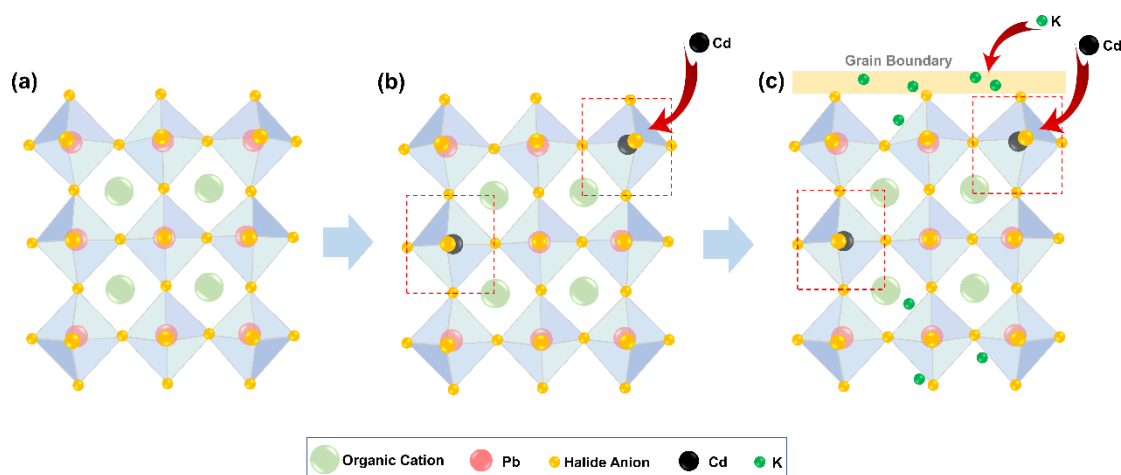 (a)
(b)
Cd
(c)
K
Cd
Grain Boundary
Organic Cation
Pb
Halide Anion
Cd
K